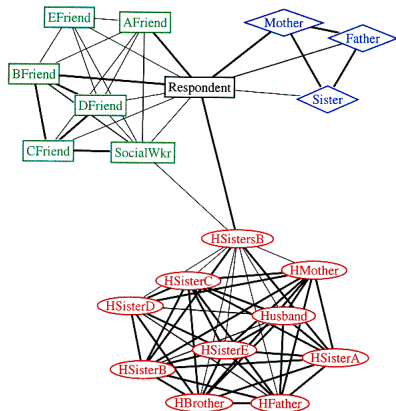 EFriend
AFriend
Mother
Father
BFriend
Respondent
DFriend
Sister
CFriend
SocialWkr
HSistersB
HSisterC
HMother
HSisterD
Husband
HSisterE
HSisterA
HSisterB
HBrother
HFather